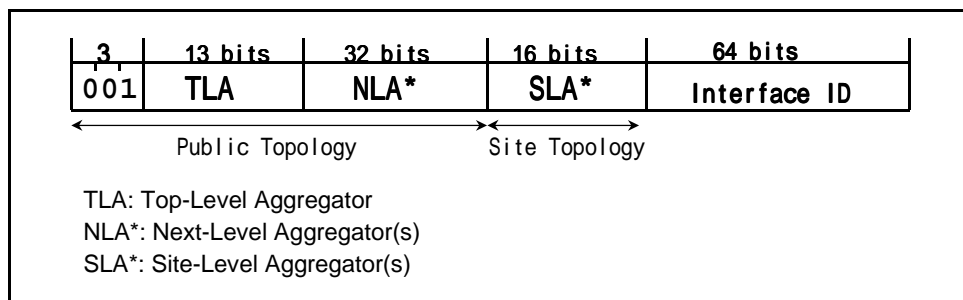 3 13 bits 32 bits 16 bits 64 bits
001 TLA NLA* SLA* Interface ID
Public Topology Site Topology
TLA: Top-Level Aggregator
NLA*: Next-Level Aggregator(s)
SLA*: Site-Level Aggregator(s)